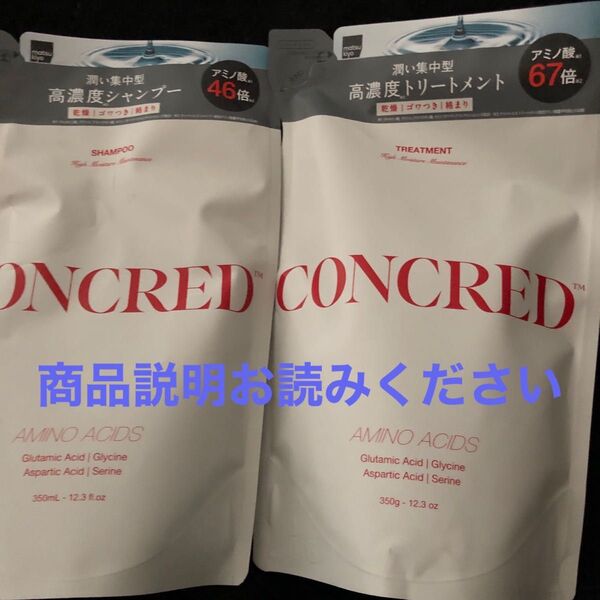 matsu
kiyo
潤い集中型
高濃度シャンプー
乾燥|ゴワつき|絡まり
アミノ酸
46倍
SHAMPOO
High Moisture Maintenance
ONCRED™
AMINO ACIDS
Glutamic Acid | Glycine
Aspartic Acid | Serine
350mL - 12.3 fl.oz
matsu
kiyo
潤い集中型
高濃度トリートメント
乾燥|ゴワつき|絡まり
アミノ酸
67倍
TREATMENT
High Moisture Maintenance
CONCRED™
AMINO ACIDS
Glutamic Acid | Glycine
Aspartic Acid | Serine
350g - 12.3 oz
商品説明お読みください